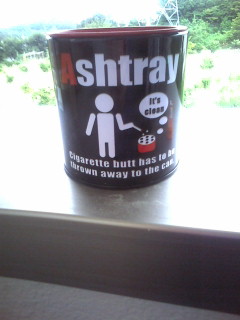 Ashtray
It's
clean
Cigarette butt has to be
thrown away to the can